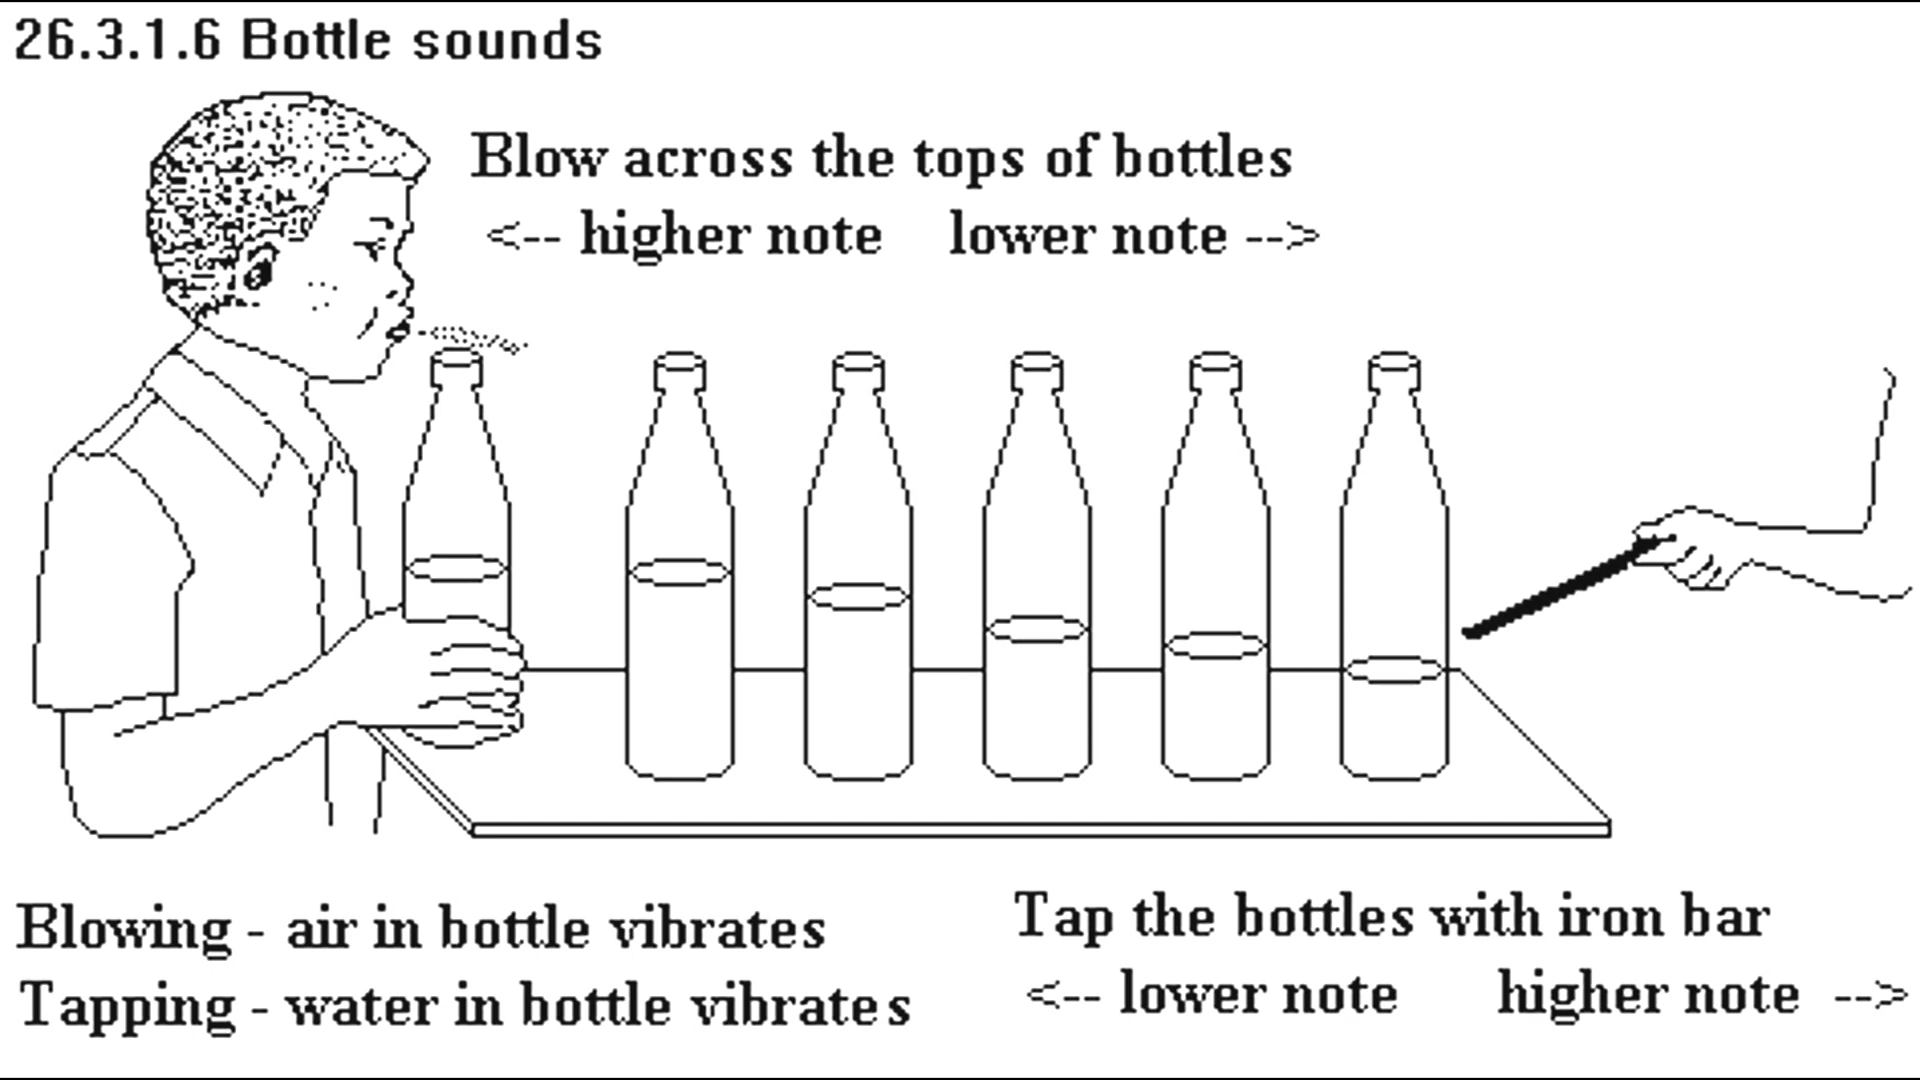 26.3.1.6 Bottle sounds
Blow across the tops of bottles
<-- higher note lower note -->
Blowing - air in bottle vibrates
Tapping - water in bottle vibrates
Tap the bottles with iron bar
<-- lower note higher note -->